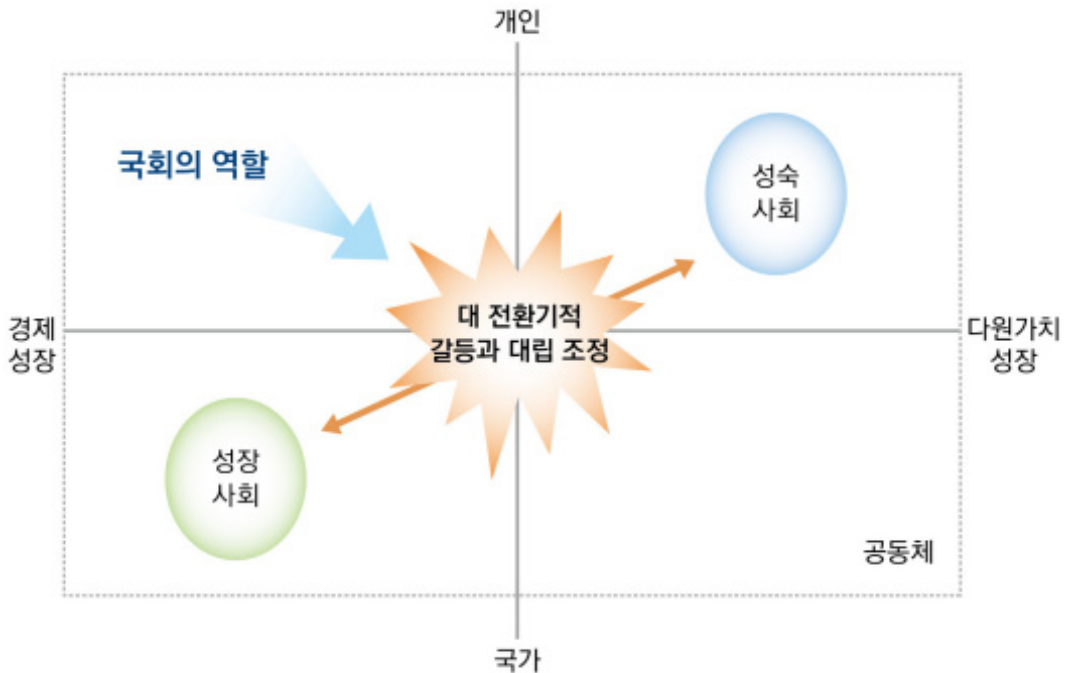 개인
국회의 역할
성숙
사회
대 전환기적
갈등과 대립 조정
경제
성장
다원가치
성장
성장
사회
공동체
국가